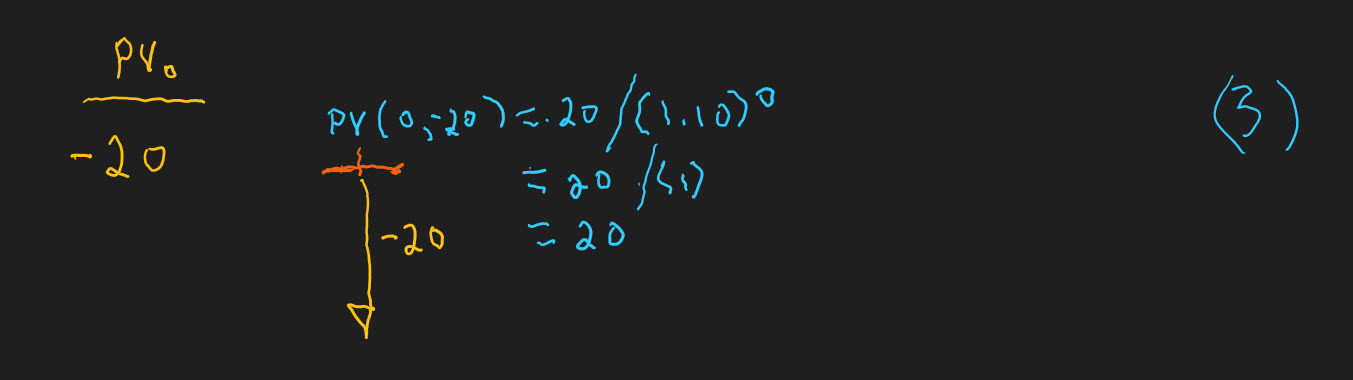 PV₀
-20
PV(0,-20) = 20/(1.10)⁰
= 20/(1)
= 20
-20
(3)